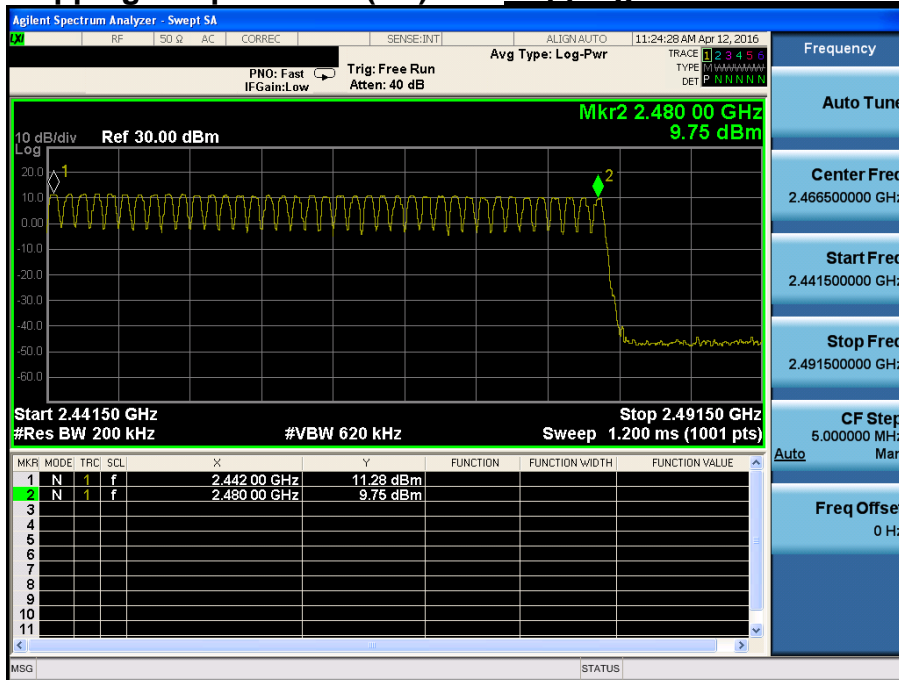 Agilent Spectrum Analyzer - Swept SA
LXI RF 50 Ω AC CORREC SENSE:INT ALIGN AUTO 11:24:28 AM Apr 12, 2016
Avg Type: Log-Pwr TRACE 1 2 3 4 5 6
PNO: Fast Trig: Free Run TYPE M W W W W W
IFGain:Low Atten: 40 dB DET P N N N N N
Mkr2 2.480 00 GHz
9.75 dBm
10 dB/div Ref 30.00 dBm
Log
20.0
10.0
0.00
-10.0
-20.0
-30.0
-40.0
-50.0
-60.0
1
2
Start 2.44150 GHz Stop 2.49150 GHz
#Res BW 200 kHz #VBW 620 kHz Sweep 1.200 ms (1001 pts)
MKR MODE TRC SCL X Y FUNCTION FUNCTION WIDTH FUNCTION VALUE
1 N 1 f 2.442 00 GHz 11.28 dBm
2 N 1 f 2.480 00 GHz 9.75 dBm
3
4
5
6
7
8
9
10
11
MSG STATUS
Frequency
Auto Tune
Center Freq
2.466500000 GHz
Start Freq
2.441500000 GHz
Stop Freq
2.491500000 GHz
CF Step
5.000000 MHz
Auto Man
Freq Offset
0 Hz